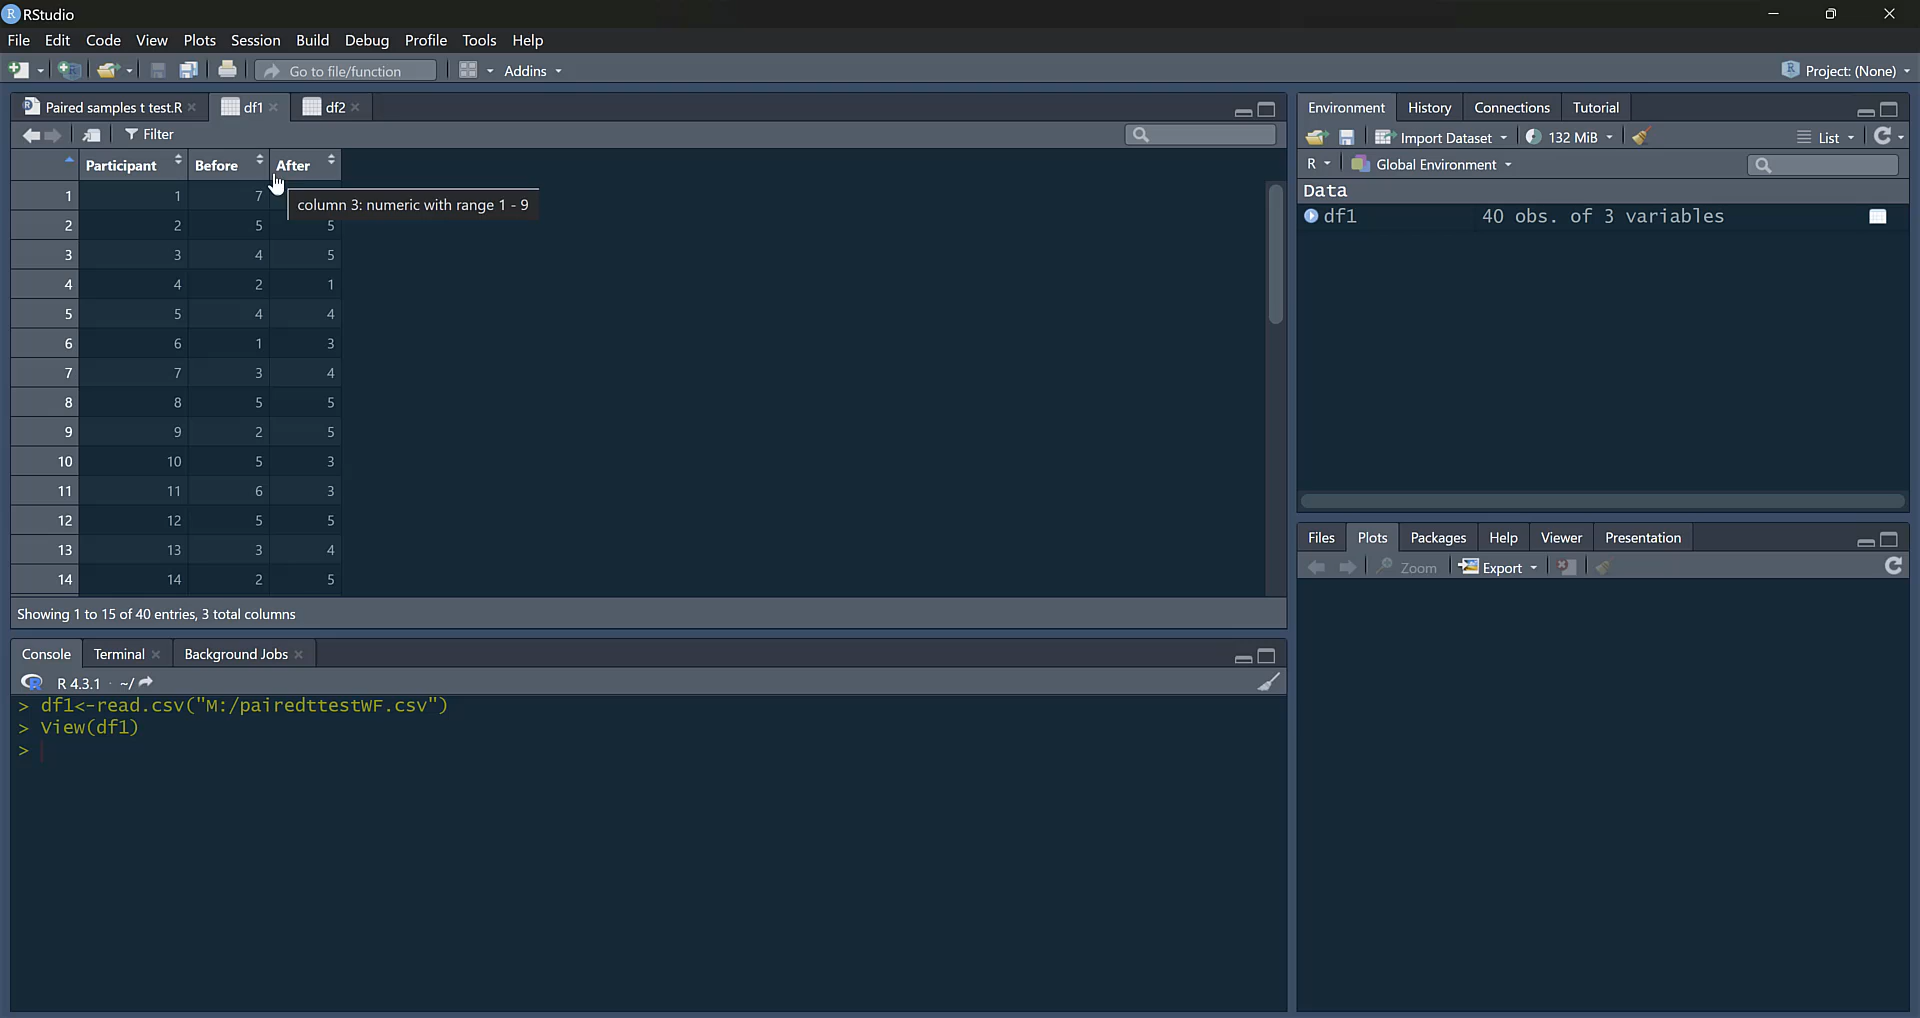 RStudio
File Edit Code View Plots Session Build Debug Profile Tools Help
Go to file/function Addins Project: (None)
Paired samples t test.R df1 df2
Filter
Participant Before After
1 1 7
column 3: numeric with range 1 - 9
2 2 5 5
3 3 4 5
4 4 2 1
5 5 4 4
6 6 1 3
7 7 3 4
8 8 5 5
9 9 2 5
10 10 5 3
11 11 6 3
12 12 5 5
13 13 3 4
14 14 2 5
Showing 1 to 15 of 40 entries, 3 total columns
Console Terminal Background Jobs
R R 4.3.1 · ~/
> df1<-read.csv("M:/pairedttestWF.csv")
> View(df1)
>
Environment History Connections Tutorial
Import Dataset 132 MiB List
R Global Environment
Data
df1 40 obs. of 3 variables
Files Plots Packages Help Viewer Presentation
Zoom Export